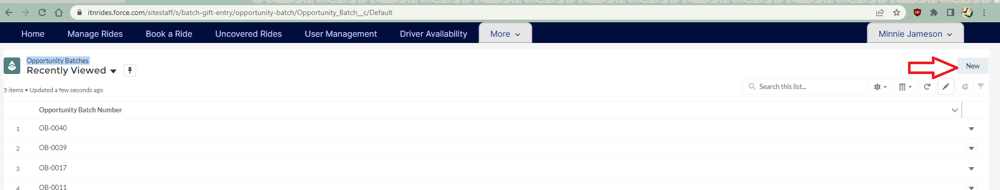 itnrides.force.com/sitestaff/s/batch-gift-entry/opportunity-batch/Opportunity_Batch__c/Default
Home Manage Rides Book a Ride Uncovered Rides User Management Driver Availability More Minnie Jameson
Opportunity Batches
Recently Viewed
New
5 items • Updated a few seconds ago
Search this list...
Opportunity Batch Number
1 OB-0040
2 OB-0039
3 OB-0017
4 OB-0011